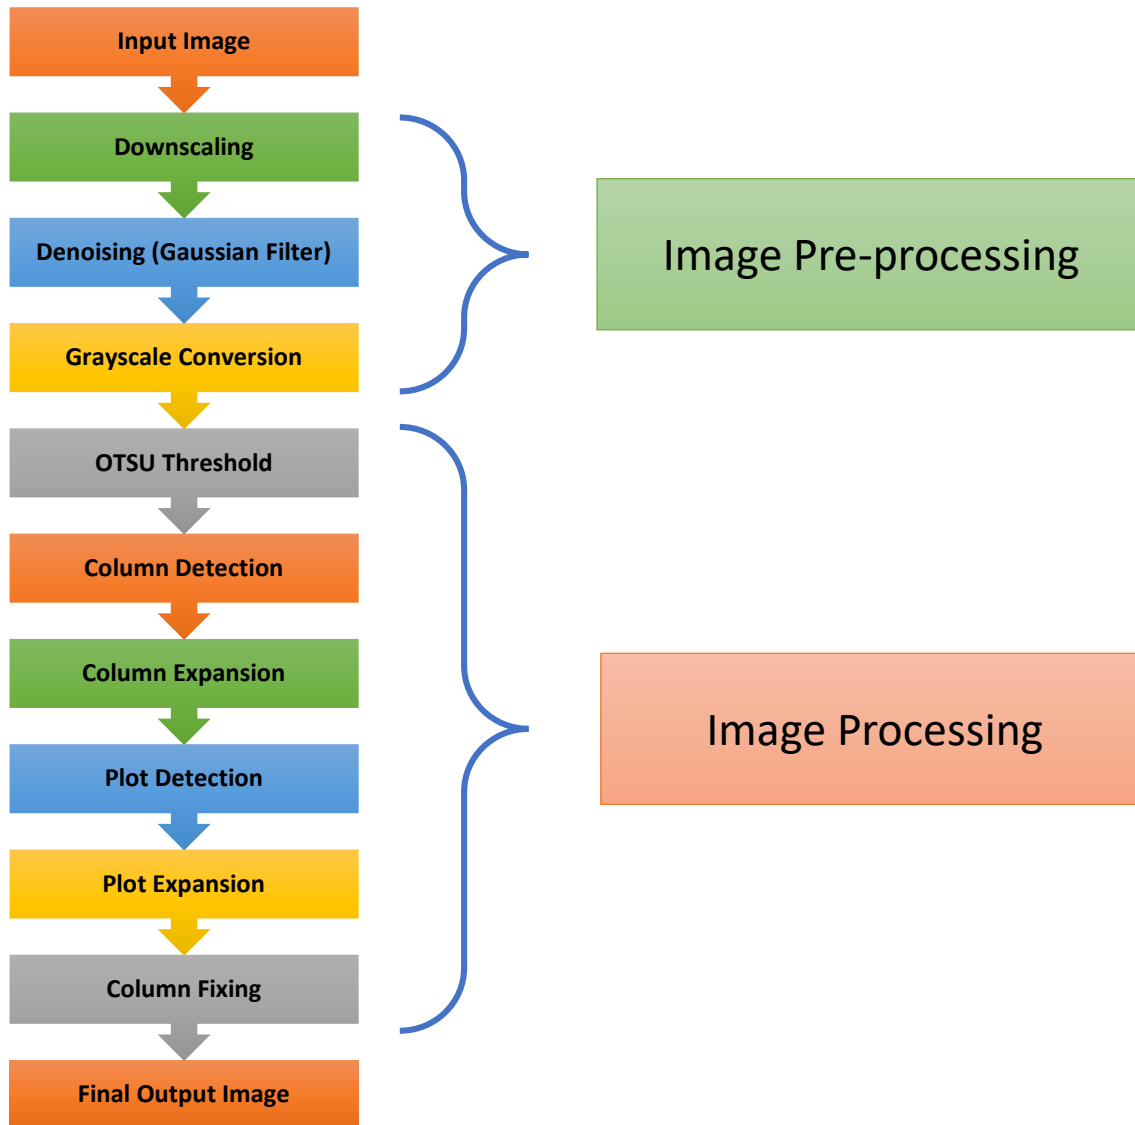 Input Image
Downscaling
Denoising (Gaussian Filter)
Grayscale Conversion
OTSU Threshold
Column Detection
Column Expansion
Plot Detection
Plot Expansion
Column Fixing
Final Output Image
Image Pre-processing
Image Processing